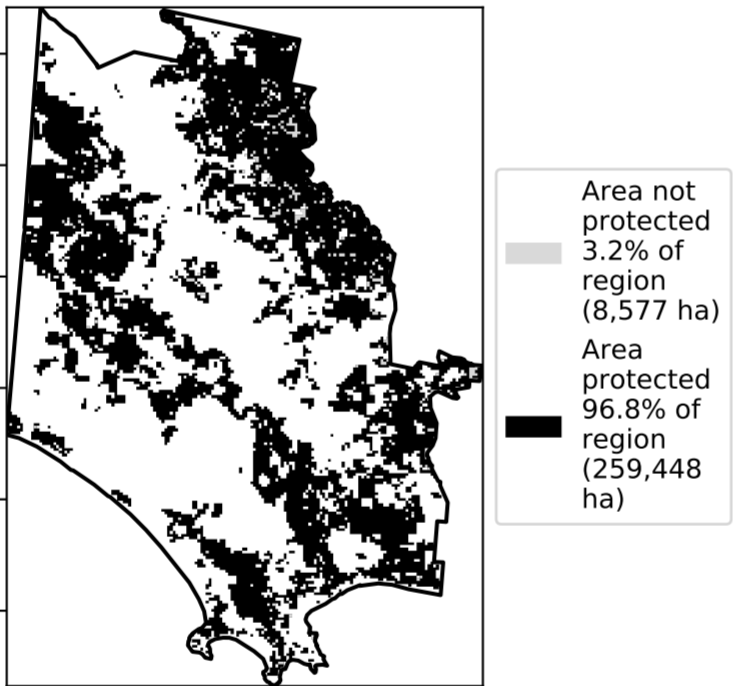 Area not
protected
3.2% of
region
(8,577 ha)
Area
protected
96.8% of
region
(259,448
ha)